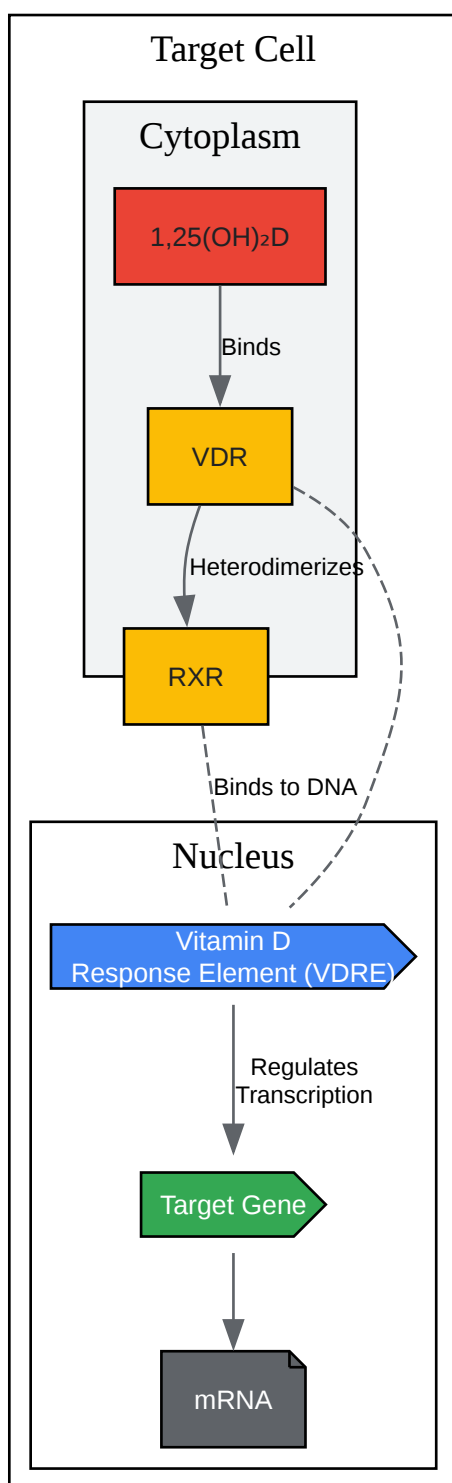 Target Cell
Cytoplasm
1,25(OH)₂D
Binds
VDR
Heterodimerizes
RXR
Binds to DNA
Nucleus
Vitamin D
Response Element (VDRE)
Regulates
Transcription
Target Gene
mRNA